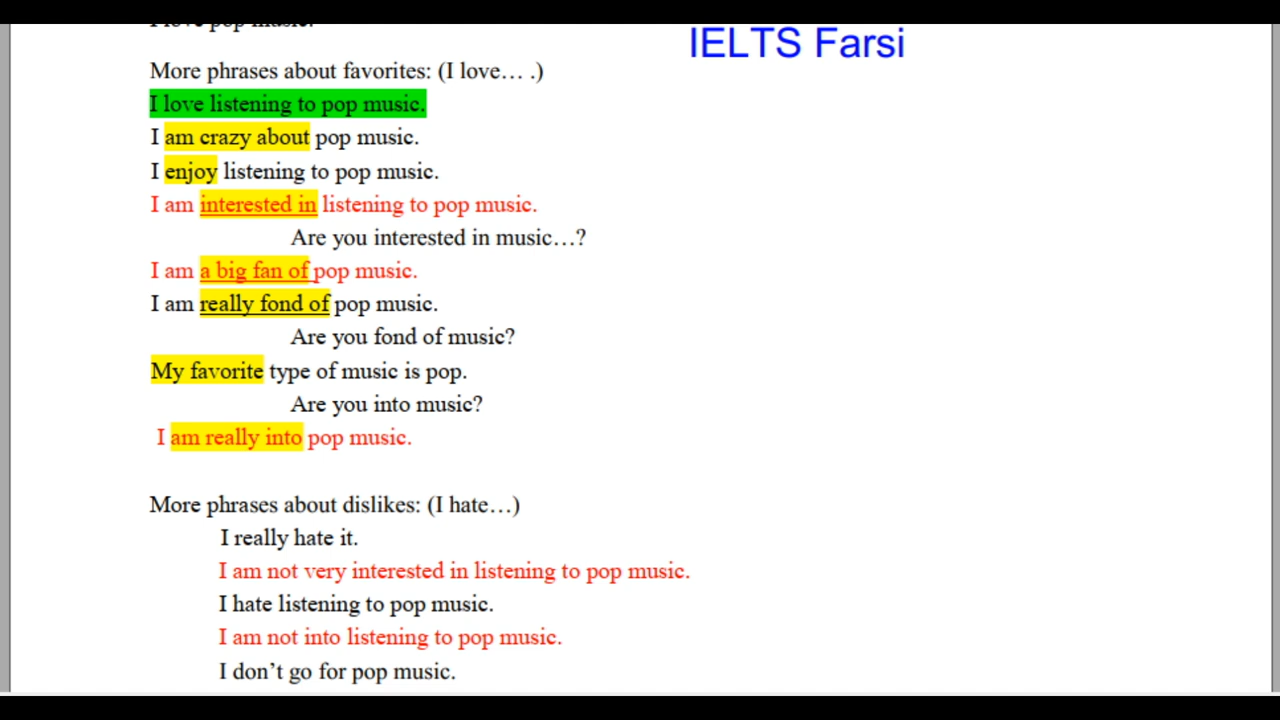 I love pop music.
IELTS Farsi
More phrases about favorites: (I love… .)
I love listening to pop music.
I am crazy about pop music.
I enjoy listening to pop music.
I am interested in listening to pop music.
Are you interested in music…?
I am a big fan of pop music.
I am really fond of pop music.
Are you fond of music?
My favorite type of music is pop.
Are you into music?
I am really into pop music.
More phrases about dislikes: (I hate…)
I really hate it.
I am not very interested in listening to pop music.
I hate listening to pop music.
I am not into listening to pop music.
I don’t go for pop music.